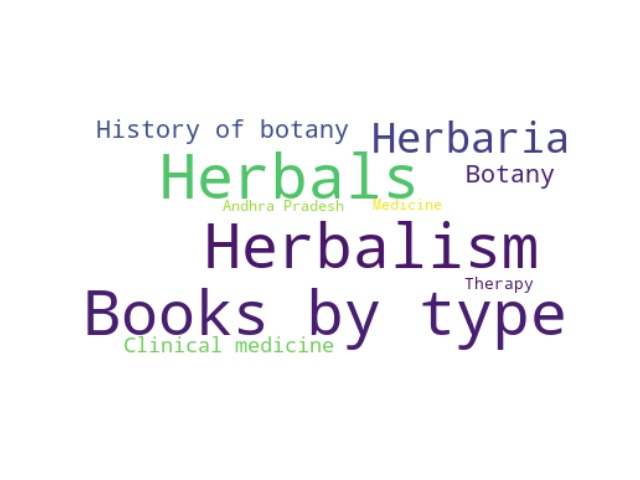 History of botany
Herbaria
Herbals
Botany
Andhra Pradesh
Medicine
Herbalism
Therapy
Books by type
Clinical medicine